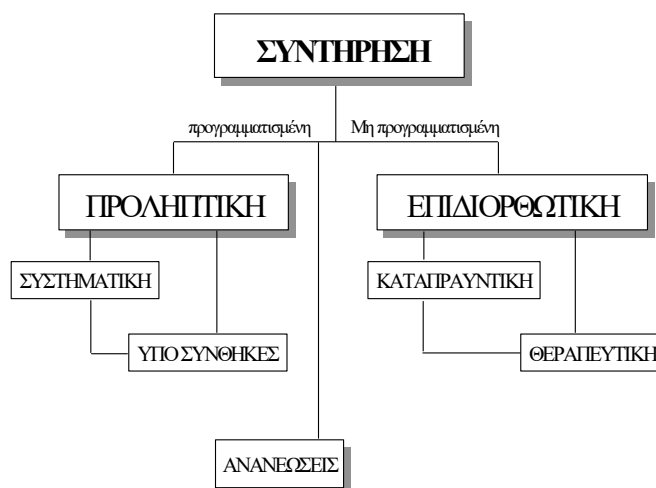 ΣΥΝΤΗΡΗΣΗ
προγραμματισμένη
Μη προγραμματισμένη
ΠΡΟΛΗΠΤΙΚΗ
ΕΠΙΔΙΟΡΘΩΤΙΚΗ
ΣΥΣΤΗΜΑΤΙΚΗ
ΚΑΤΑΠΡΑΥΝΤΙΚΗ
ΥΠΟ ΣΥΝΘΗΚΕΣ
ΘΕΡΑΠΕΥΤΙΚΗ
ΑΝΑΝΕΩΣΕΙΣ